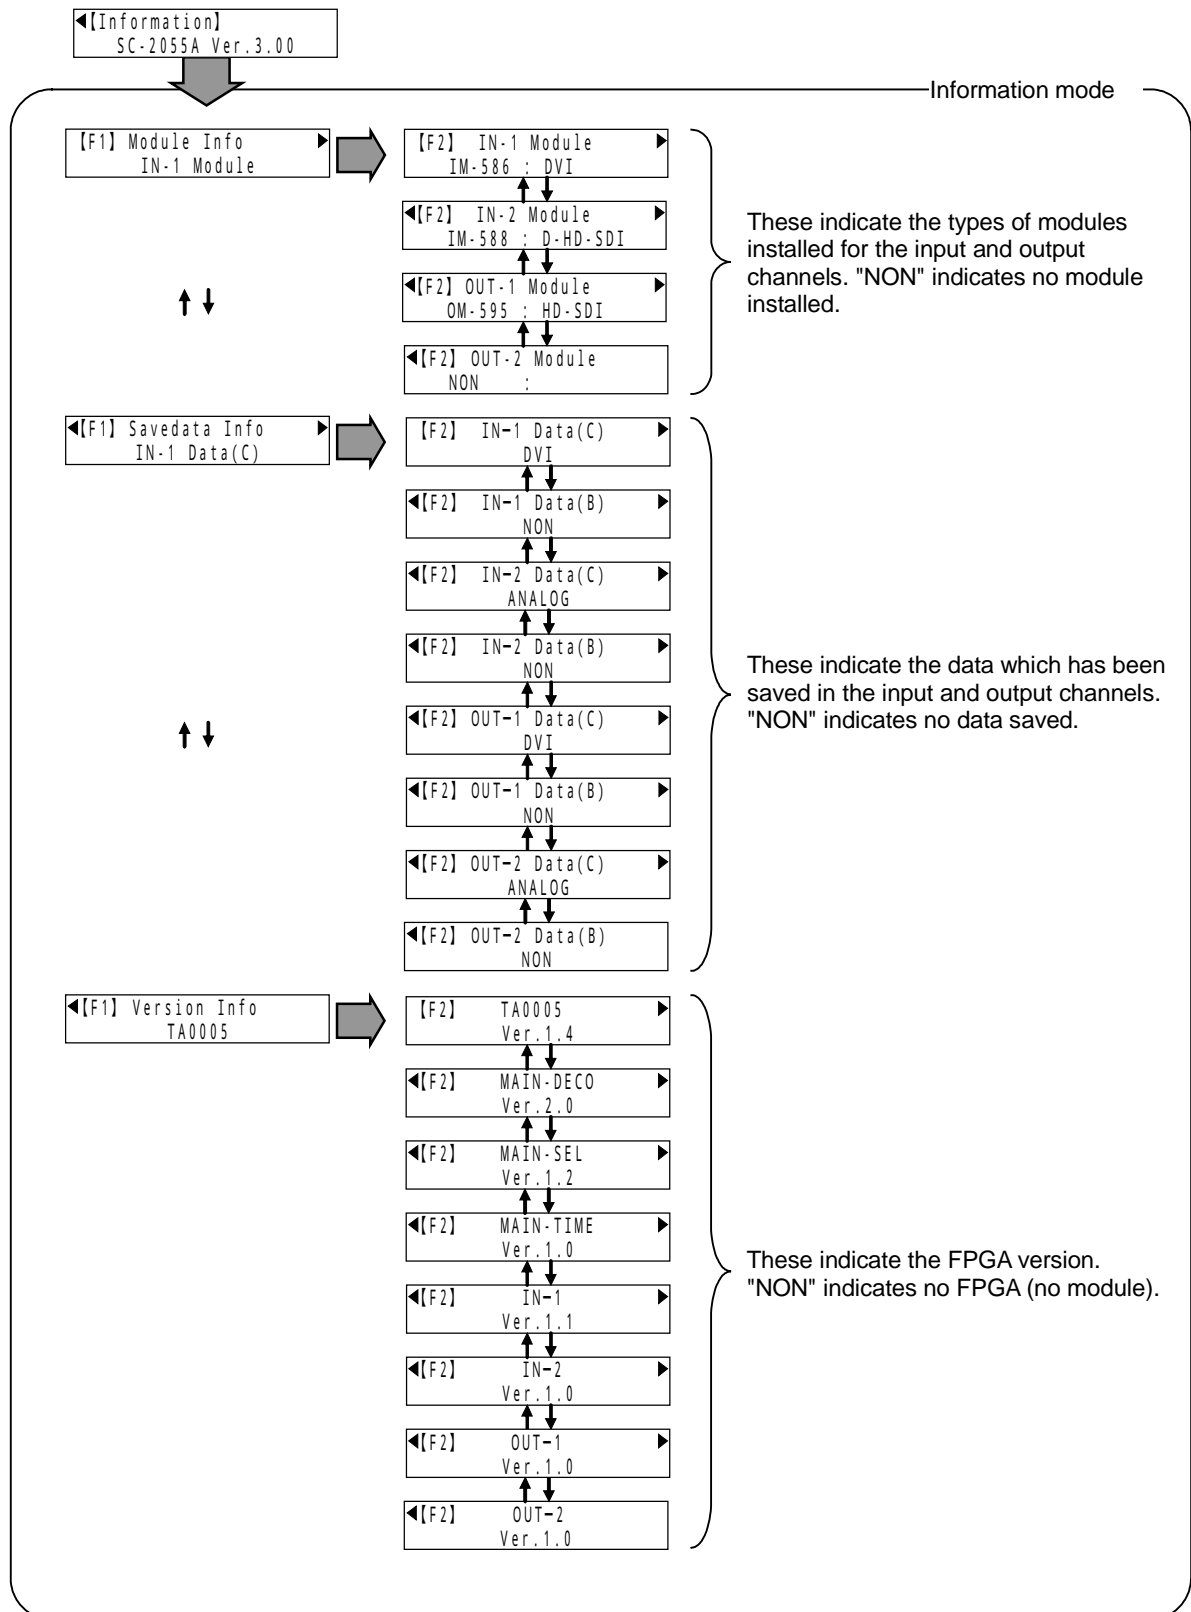 ◀【Information】
SC-2055A Ver.3.00
Information mode
【F1】 Module Info ▶
IN-1 Module
【F2】 IN-1 Module ▶
IM-586 : DVI
◀【F2】 IN-2 Module ▶
IM-588 : D-HD-SDI
◀【F2】 OUT-1 Module ▶
OM-595 : HD-SDI
◀【F2】 OUT-2 Module
NON :
These indicate the types of modules
installed for the input and output
channels. "NON" indicates no module
installed.
◀【F1】 Savedata Info ▶
IN-1 Data(C)
【F2】 IN-1 Data(C) ▶
DVI
◀【F2】 IN-1 Data(B) ▶
NON
◀【F2】 IN-2 Data(C) ▶
ANALOG
◀【F2】 IN-2 Data(B) ▶
NON
◀【F2】 OUT-1 Data(C) ▶
DVI
◀【F2】 OUT-1 Data(B) ▶
NON
◀【F2】 OUT-2 Data(C) ▶
ANALOG
◀【F2】 OUT-2 Data(B)
NON
These indicate the data which has been
saved in the input and output channels.
"NON" indicates no data saved.
◀【F1】 Version Info
TA0005
【F2】 TA0005 ▶
Ver.1.4
◀【F2】 MAIN-DECO ▶
Ver.2.0
◀【F2】 MAIN-SEL ▶
Ver.1.2
◀【F2】 MAIN-TIME ▶
Ver.1.0
◀【F2】 IN-1 ▶
Ver.1.1
◀【F2】 IN-2 ▶
Ver.1.0
◀【F2】 OUT-1 ▶
Ver.1.0
◀【F2】 OUT-2
Ver.1.0
These indicate the FPGA version.
"NON" indicates no FPGA (no module).